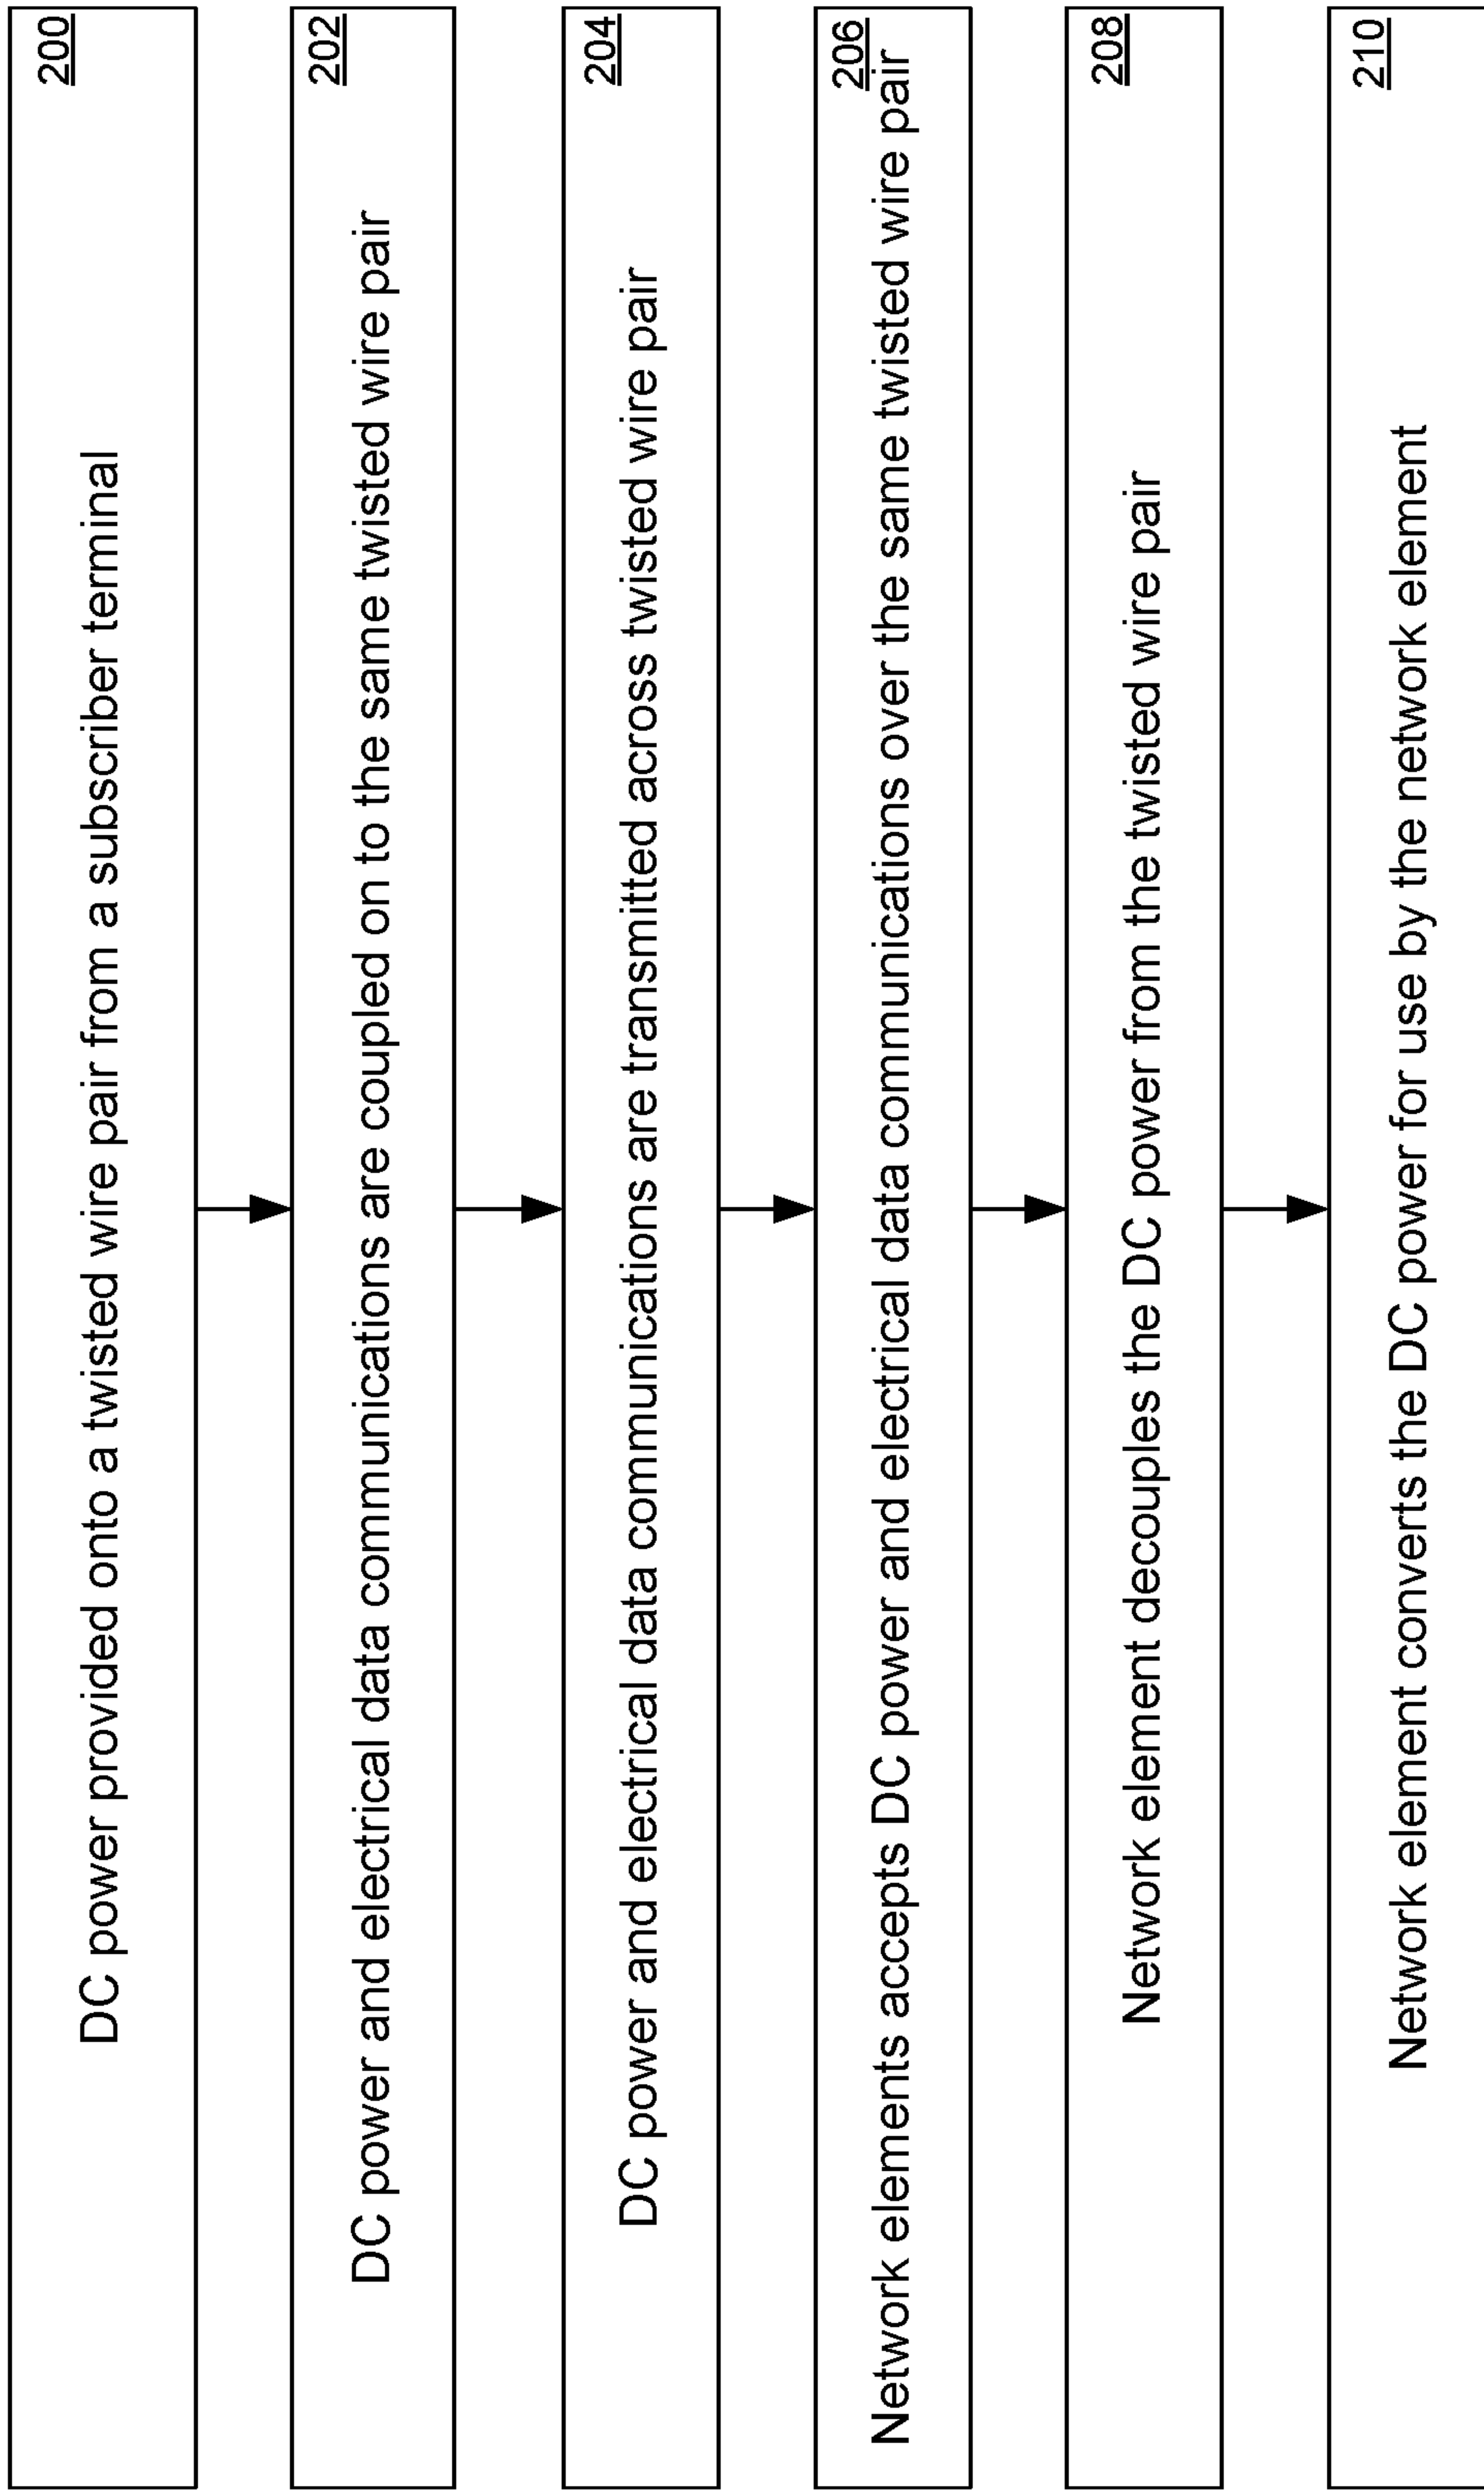 200
DC power provided onto a twisted wire pair from a subscriber terminal
202
DC power and electrical data communications are coupled on to the same twisted wire pair
204
DC power and electrical data communications are transmitted across twisted wire pair
206
Network elements accepts DC power and electrical data communications over the same twisted wire pair
208
Network element decouples the DC power from the twisted wire pair
210
Network element converts the DC power for use by the network element